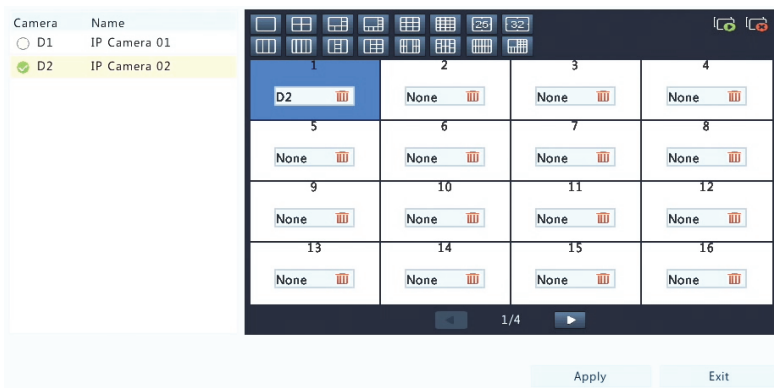 Camera Name
D1 IP Camera 01
D2 IP Camera 02
25 32
1 2 3 4
D2 None None None
5 6 7 8
None None None None
9 10 11 12
None None None None
13 14 15 16
None None None None
1/4
Apply Exit